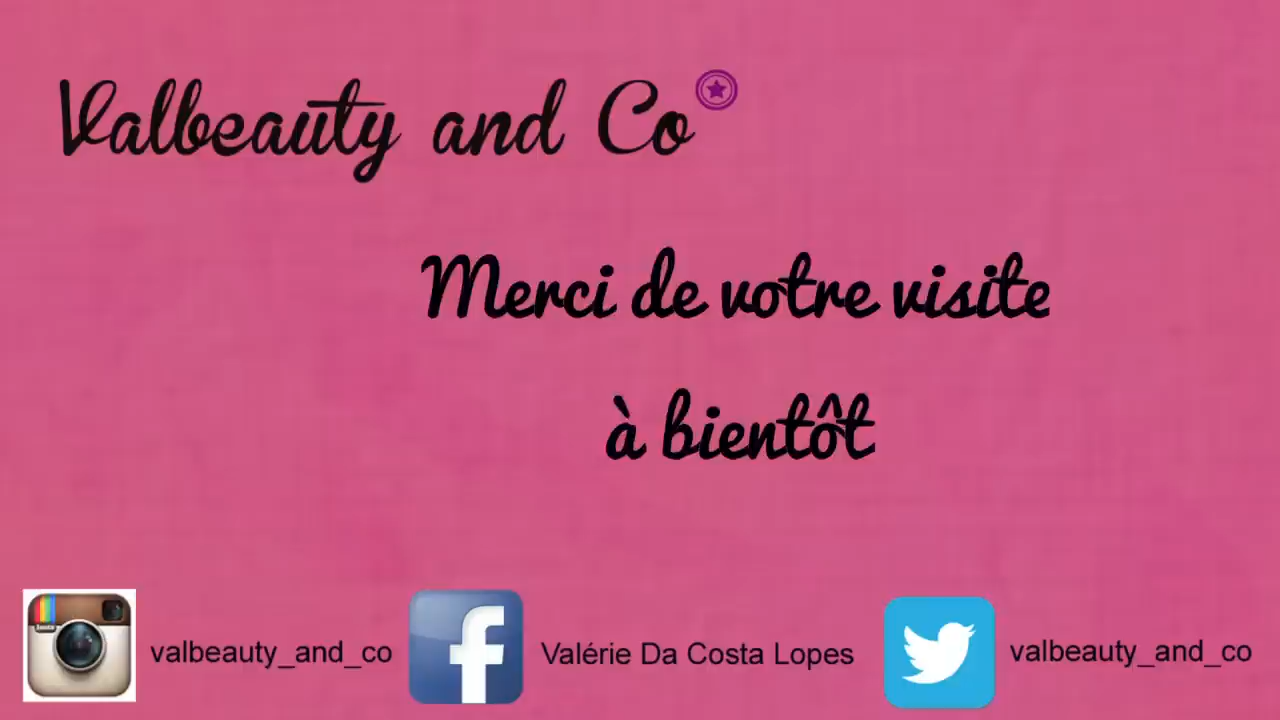 Valbeauty and Co
Merci de votre visite
à bientôt
valbeauty_and_co
Valérie Da Costa Lopes
valbeauty_and_co